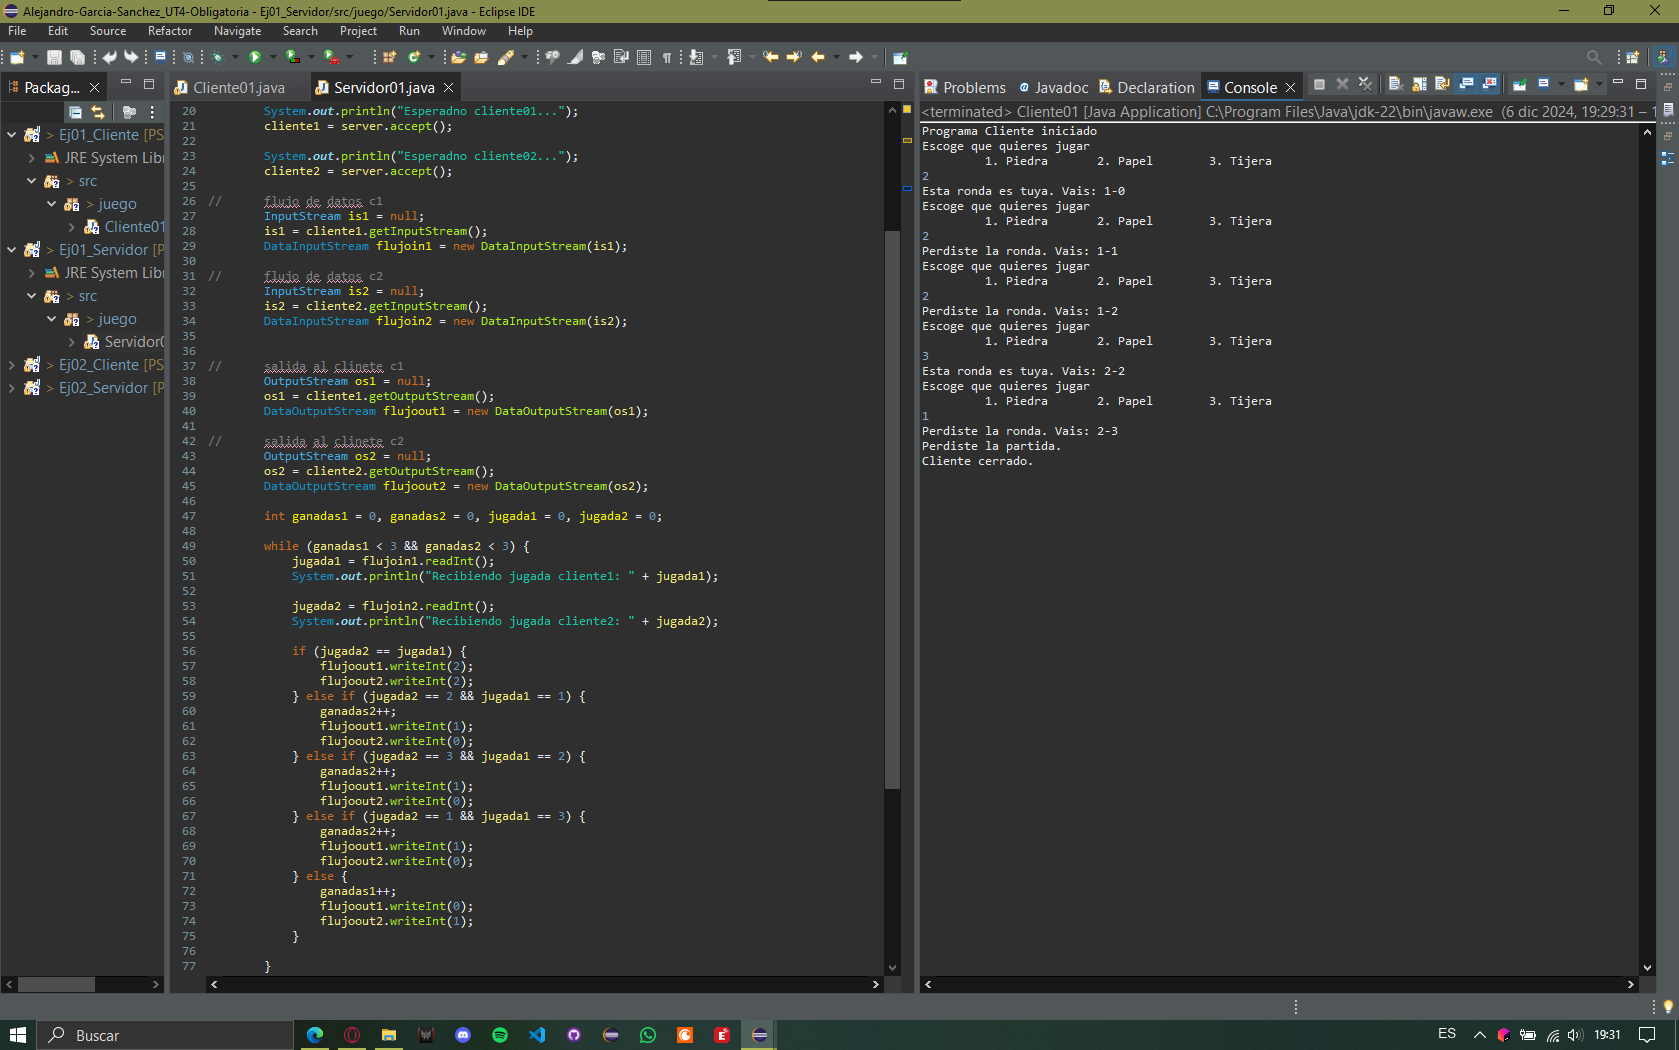 Alejandro-Garcia-Sanchez_UT4-Obligatoria - Ej01_Servidor/src/juego/Servidor01.java - Eclipse IDE
File Edit Source Refactor Navigate Search Project Run Window Help
Packag...
Ej01_Cliente [PS
JRE System Lib
> src
> juego
Cliente01
> Ej01_Servidor [P
JRE System Lib
> src
> juego
Servidor0
> Ej02_Cliente [PS
> Ej02_Servidor [P
Cliente01.java Servidor01.java
20 System.out.println("Esperadno cliente01...");
21 cliente1 = server.accept();
22
23 System.out.println("Esperadno cliente02...");
24 cliente2 = server.accept();
25
26 // flujo de datos c1
27 InputStream is1 = null;
28 is1 = cliente1.getInputStream();
29 DataInputStream flujoin1 = new DataInputStream(is1);
30
31 // flujo de datos c2
32 InputStream is2 = null;
33 is2 = cliente2.getInputStream();
34 DataInputStream flujoin2 = new DataInputStream(is2);
35
36
37 // salida al clinete c1
38 OutputStream os1 = null;
39 os1 = cliente1.getOutputStream();
40 DataOutputStream flujoout1 = new DataOutputStream(os1);
41
42 // salida al clinete c2
43 OutputStream os2 = null;
44 os2 = cliente2.getOutputStream();
45 DataOutputStream flujoout2 = new DataOutputStream(os2);
46
47 int ganadas1 = 0, ganadas2 = 0, jugada1 = 0, jugada2 = 0;
48
49 while (ganadas1 < 3 && ganadas2 < 3) {
50 jugada1 = flujoin1.readInt();
51 System.out.println("Recibiendo jugada cliente1: " + jugada1);
52
53 jugada2 = flujoin2.readInt();
54 System.out.println("Recibiendo jugada cliente2: " + jugada2);
55
56 if (jugada2 == jugada1) {
57 flujoout1.writeInt(2);
58 flujoout2.writeInt(2);
59 } else if (jugada2 == 2 && jugada1 == 1) {
60 ganadas2++;
61 flujoout1.writeInt(1);
62 flujoout2.writeInt(0);
63 } else if (jugada2 == 3 && jugada1 == 2) {
64 ganadas2++;
65 flujoout1.writeInt(1);
66 flujoout2.writeInt(0);
67 } else if (jugada2 == 1 && jugada1 == 3) {
68 ganadas2++;
69 flujoout1.writeInt(1);
70 flujoout2.writeInt(0);
71 } else {
72 ganadas1++;
73 flujoout1.writeInt(0);
74 flujoout2.writeInt(1);
75 }
76
77 }
Problems @ Javadoc Declaration Console
<terminated> Cliente01 [Java Application] C:\Program Files\Java\jdk-22\bin\javaw.exe (6 dic 2024, 19:29:31 – 1
Programa Cliente iniciado
Escoge que quieres jugar
1. Piedra 2. Papel 3. Tijera
2
Esta ronda es tuya. Vais: 1-0
Escoge que quieres jugar
1. Piedra 2. Papel 3. Tijera
2
Perdiste la ronda. Vais: 1-1
Escoge que quieres jugar
1. Piedra 2. Papel 3. Tijera
2
Perdiste la ronda. Vais: 1-2
Escoge que quieres jugar
1. Piedra 2. Papel 3. Tijera
3
Esta ronda es tuya. Vais: 2-2
Escoge que quieres jugar
1. Piedra 2. Papel 3. Tijera
1
Perdiste la ronda. Vais: 2-3
Perdiste la partida.
Cliente cerrado.
Buscar
ES 19:31